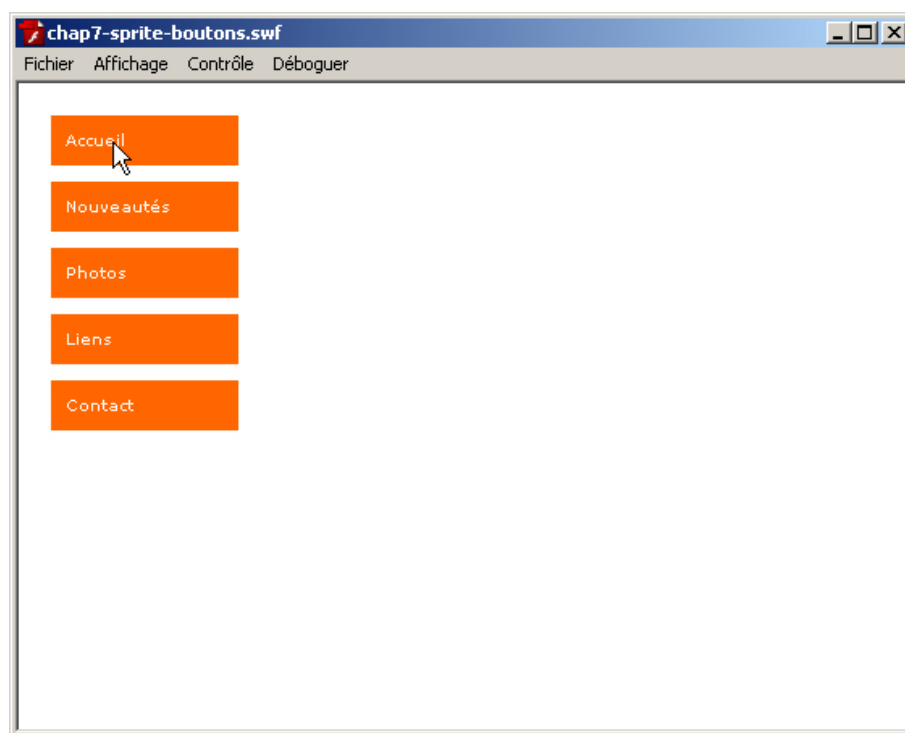 chap7-sprite-boutons.swf
Fichier Affichage Contrôle Déboguer
Accueil
Nouveautés
Photos
Liens
Contact